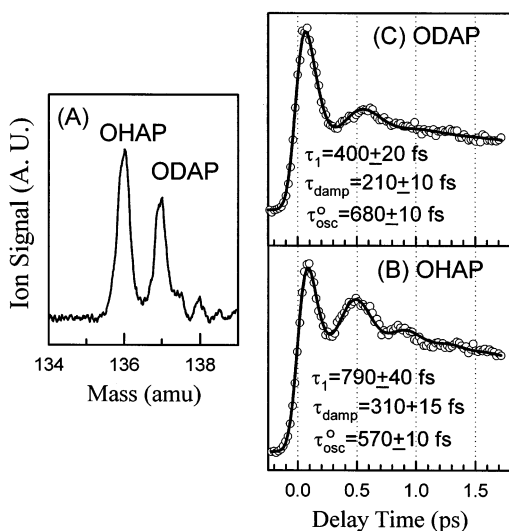 Ion Signal (A. U.)
(A)
OHAP
ODAP
134 136 138
Mass (amu)
(C) ODAP
τ1=400±20 fs
τdamp=210±10 fs
τ°osc=680±10 fs
(B) OHAP
τ1=790±40 fs
τdamp=310+15 fs
τ°osc=570±10 fs
0.0 0.5 1.0 1.5
Delay Time (ps)